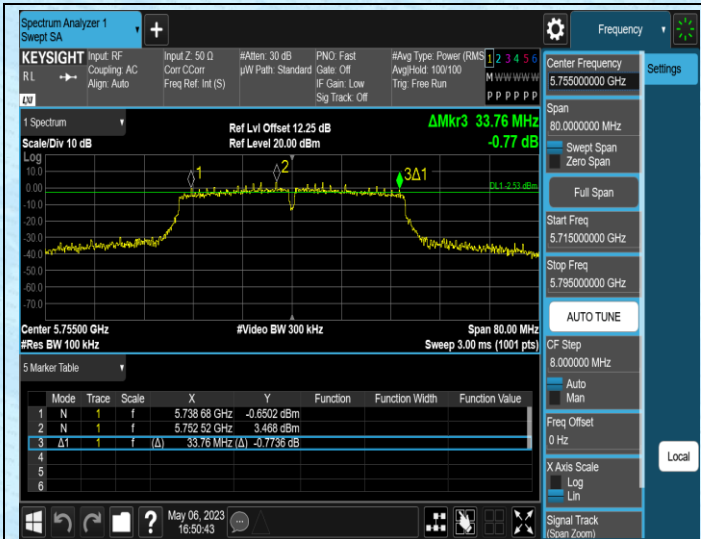 Spectrum Analyzer 1
Swept SA
+
Frequency
KEYSIGHT
Input: RF
Coupling: AC
Align: Auto
Input Z: 50 Ω
Corr CCorr
Freq Ref: Int (S)
#Atten: 30 dB
µW Path: Standard
PNO: Fast
Gate: Off
IF Gain: Low
Sig Track: Off
#Avg Type: Power (RMS
Avg|Hold: 100/100
Trig: Free Run
1 2 3 4 5 6
M W W W W W
P P P P P P
R L
LXI
1 Spectrum
Scale/Div 10 dB
Ref Lvl Offset 12.25 dB
Ref Level 20.00 dBm
ΔMkr3 33.76 MHz
-0.77 dB
Log
10.0
0.00
-10.0
-20.0
-30.0
-40.0
-50.0
-60.0
-70.0
1
2
3Δ1
DL1 -2.53 dBm
Center 5.75500 GHz
#Video BW 300 kHz
Span 80.00 MHz
#Res BW 100 kHz
Sweep 3.00 ms (1001 pts)
5 Marker Table
Mode Trace Scale X Y Function Function Width Function Value
1 N 1 f 5.738 68 GHz -0.6502 dBm
2 N 1 f 5.752 52 GHz 3.468 dBm
3 Δ1 1 f (Δ) 33.76 MHz (Δ) -0.7736 dB
4
5
6
May 06, 2023
16:50:43
?
Center Frequency
5.755000000 GHz
Settings
Span
80.0000000 MHz
Swept Span
Zero Span
Full Span
Start Freq
5.715000000 GHz
Stop Freq
5.795000000 GHz
AUTO TUNE
CF Step
8.000000 MHz
Auto
Man
Freq Offset
0 Hz
X Axis Scale
Log
Lin
Local
Signal Track
(Span Zoom)